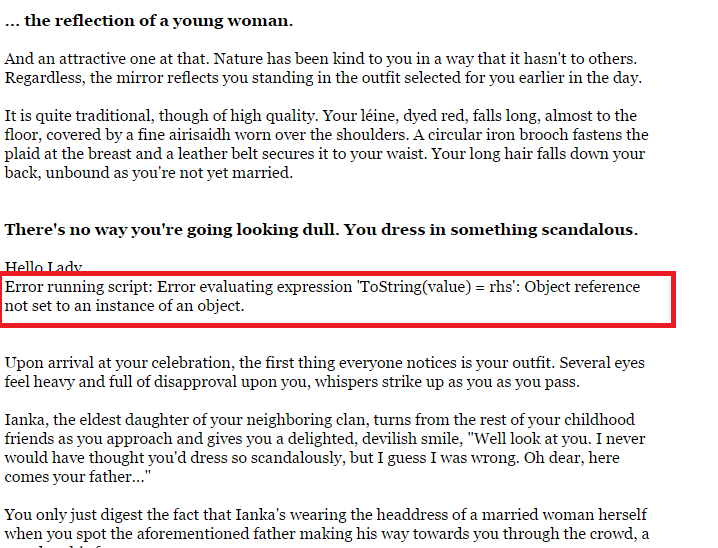 ... the reflection of a young woman.
And an attractive one at that. Nature has been kind to you in a way that it hasn't to others.
Regardless, the mirror reflects you standing in the outfit selected for you earlier in the day.
It is quite traditional, though of high quality. Your léine, dyed red, falls long, almost to the
floor, covered by a fine airisaidh worn over the shoulders. A circular iron brooch fastens the
plaid at the breast and a leather belt secures it to your waist. Your long hair falls down your
back, unbound as you're not yet married.
There's no way you're going looking dull. You dress in something scandalous.
Hello Lady
Error running script: Error evaluating expression 'ToString(value) = rhs': Object reference
not set to an instance of an object.
Upon arrival at your celebration, the first thing everyone notices is your outfit. Several eyes
feel heavy and full of disapproval upon you, whispers strike up as you as you pass.
Ianka, the eldest daughter of your neighboring clan, turns from the rest of your childhood
friends as you approach and gives you a delighted, devilish smile, "Well look at you. I never
would have thought you'd dress so scandalously, but I guess I was wrong. Oh dear, here
comes your father..."
You only just digest the fact that Ianka's wearing the headdress of a married woman herself
when you spot the aforementioned father making his way towards you through the crowd, a